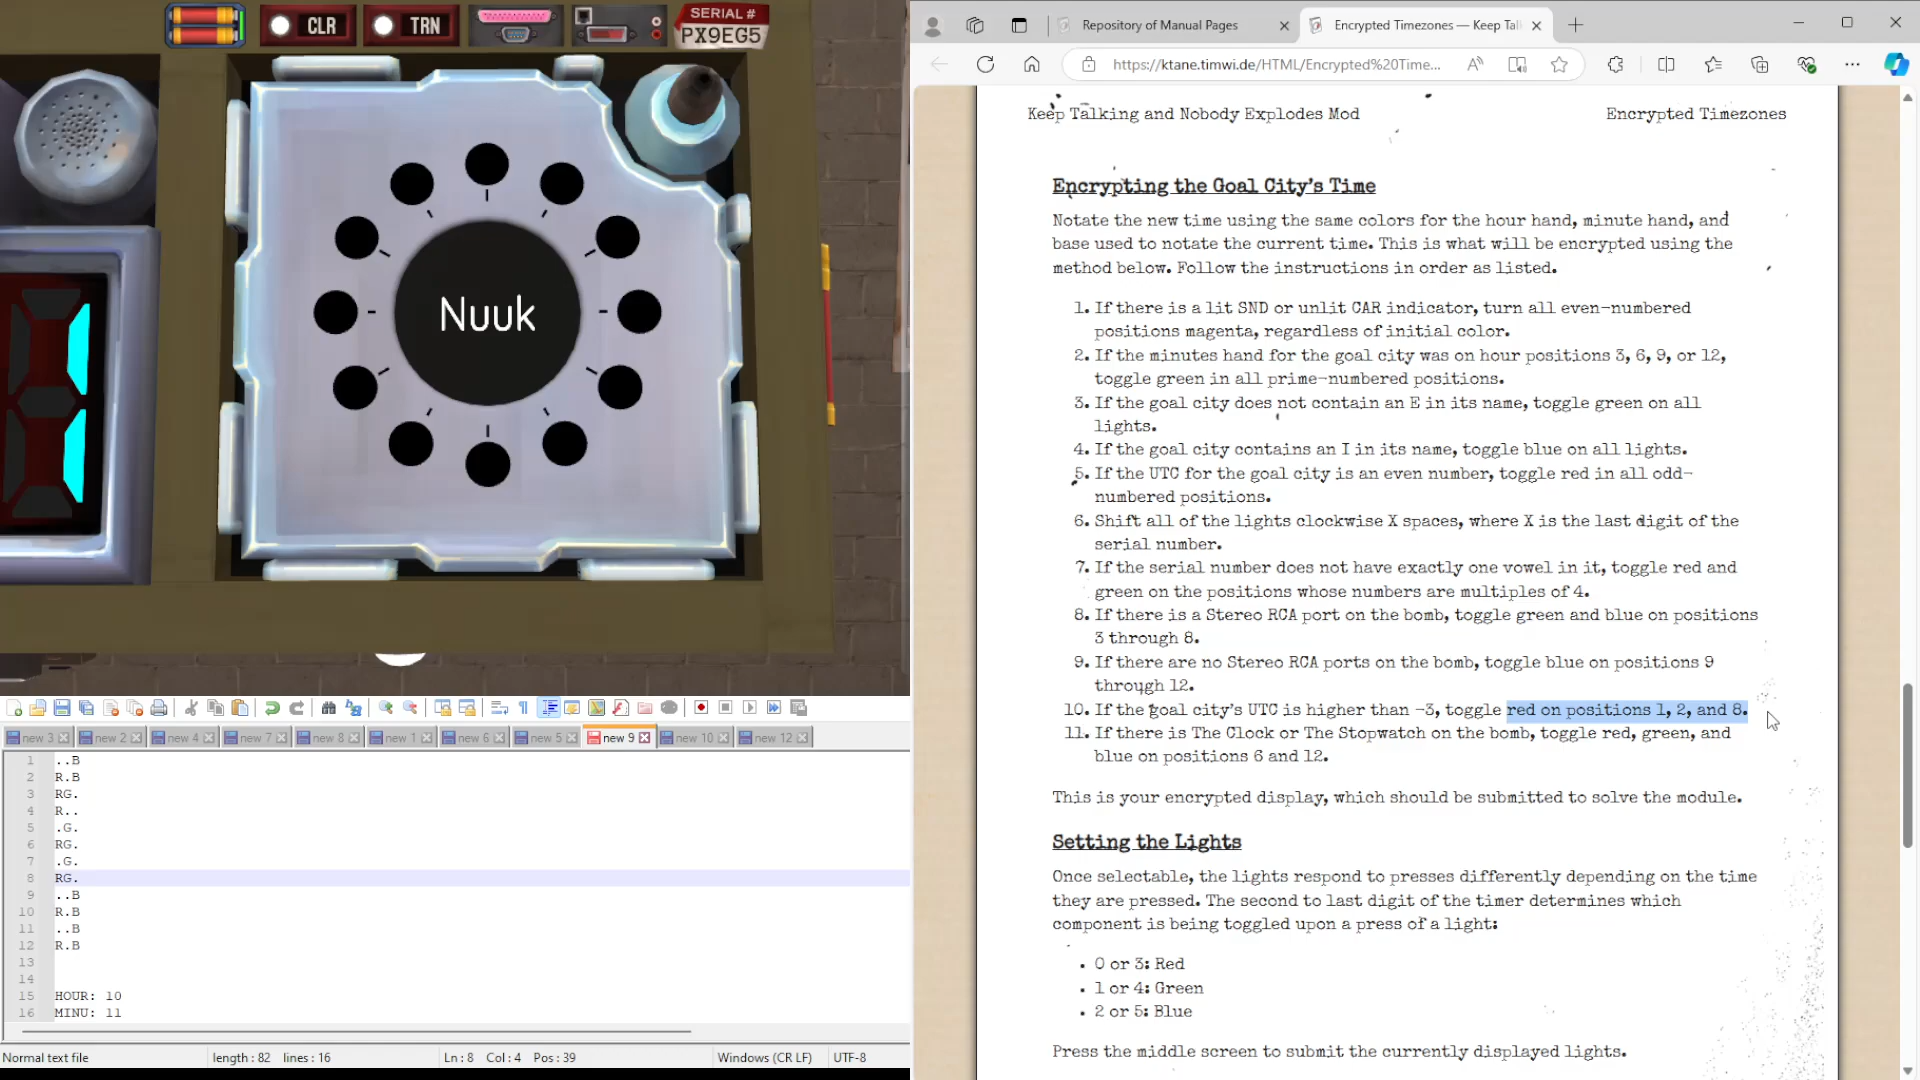 CLR
TRN
SERIAL #
PX9EG5
Nuuk
Repository of Manual Pages
Encrypted Timezones — Keep Tal
https://ktane.timwi.de/HTML/Encrypted%20Time...
Keep Talking and Nobody Explodes Mod
Encrypted Timezones
Encrypting the Goal City's Time
Notate the new time using the same colors for the hour hand, minute hand, and
base used to notate the current time. This is what will be encrypted using the
method below. Follow the instructions in order as listed.
1. If there is a lit SND or unlit CAR indicator, turn all even-numbered
positions magenta, regardless of initial color.
2. If the minutes hand for the goal city was on hour positions 3, 6, 9, or 12,
toggle green in all prime-numbered positions.
3. If the goal city does not contain an E in its name, toggle green on all
lights.
4. If the goal city contains an I in its name, toggle blue on all lights.
5. If the UTC for the goal city is an even number, toggle red in all odd-
numbered positions.
6. Shift all of the lights clockwise X spaces, where X is the last digit of the
serial number.
7. If the serial number does not have exactly one vowel in it, toggle red and
green on the positions whose numbers are multiples of 4.
8. If there is a Stereo RCA port on the bomb, toggle green and blue on positions
3 through 8.
9. If there are no Stereo RCA ports on the bomb, toggle blue on positions 9
through 12.
10. If the goal city's UTC is higher than -3, toggle red on positions 1, 2, and 8.
11. If there is The Clock or The Stopwatch on the bomb, toggle red, green, and
blue on positions 6 and 12.
This is your encrypted display, which should be submitted to solve the module.
Setting the Lights
Once selectable, the lights respond to presses differently depending on the time
they are pressed. The second to last digit of the timer determines which
component is being toggled upon a press of a light:
• 0 or 3: Red
• 1 or 4: Green
• 2 or 5: Blue
Press the middle screen to submit the currently displayed lights.
new 3
new 2
new 4
new 7
new 8
new 1
new 6
new 5
new 9
new 10
new 12
1 ..B
2 R.B
3 RG.
4 R..
5 .G.
6 RG.
7 .G.
8 RG.
9 ..B
10 R.B
11 ..B
12 R.B
13
14
15 HOUR: 10
16 MINU: 11
Normal text file
length : 82 lines : 16
Ln : 8 Col : 4 Pos : 39
Windows (CR LF)
UTF-8